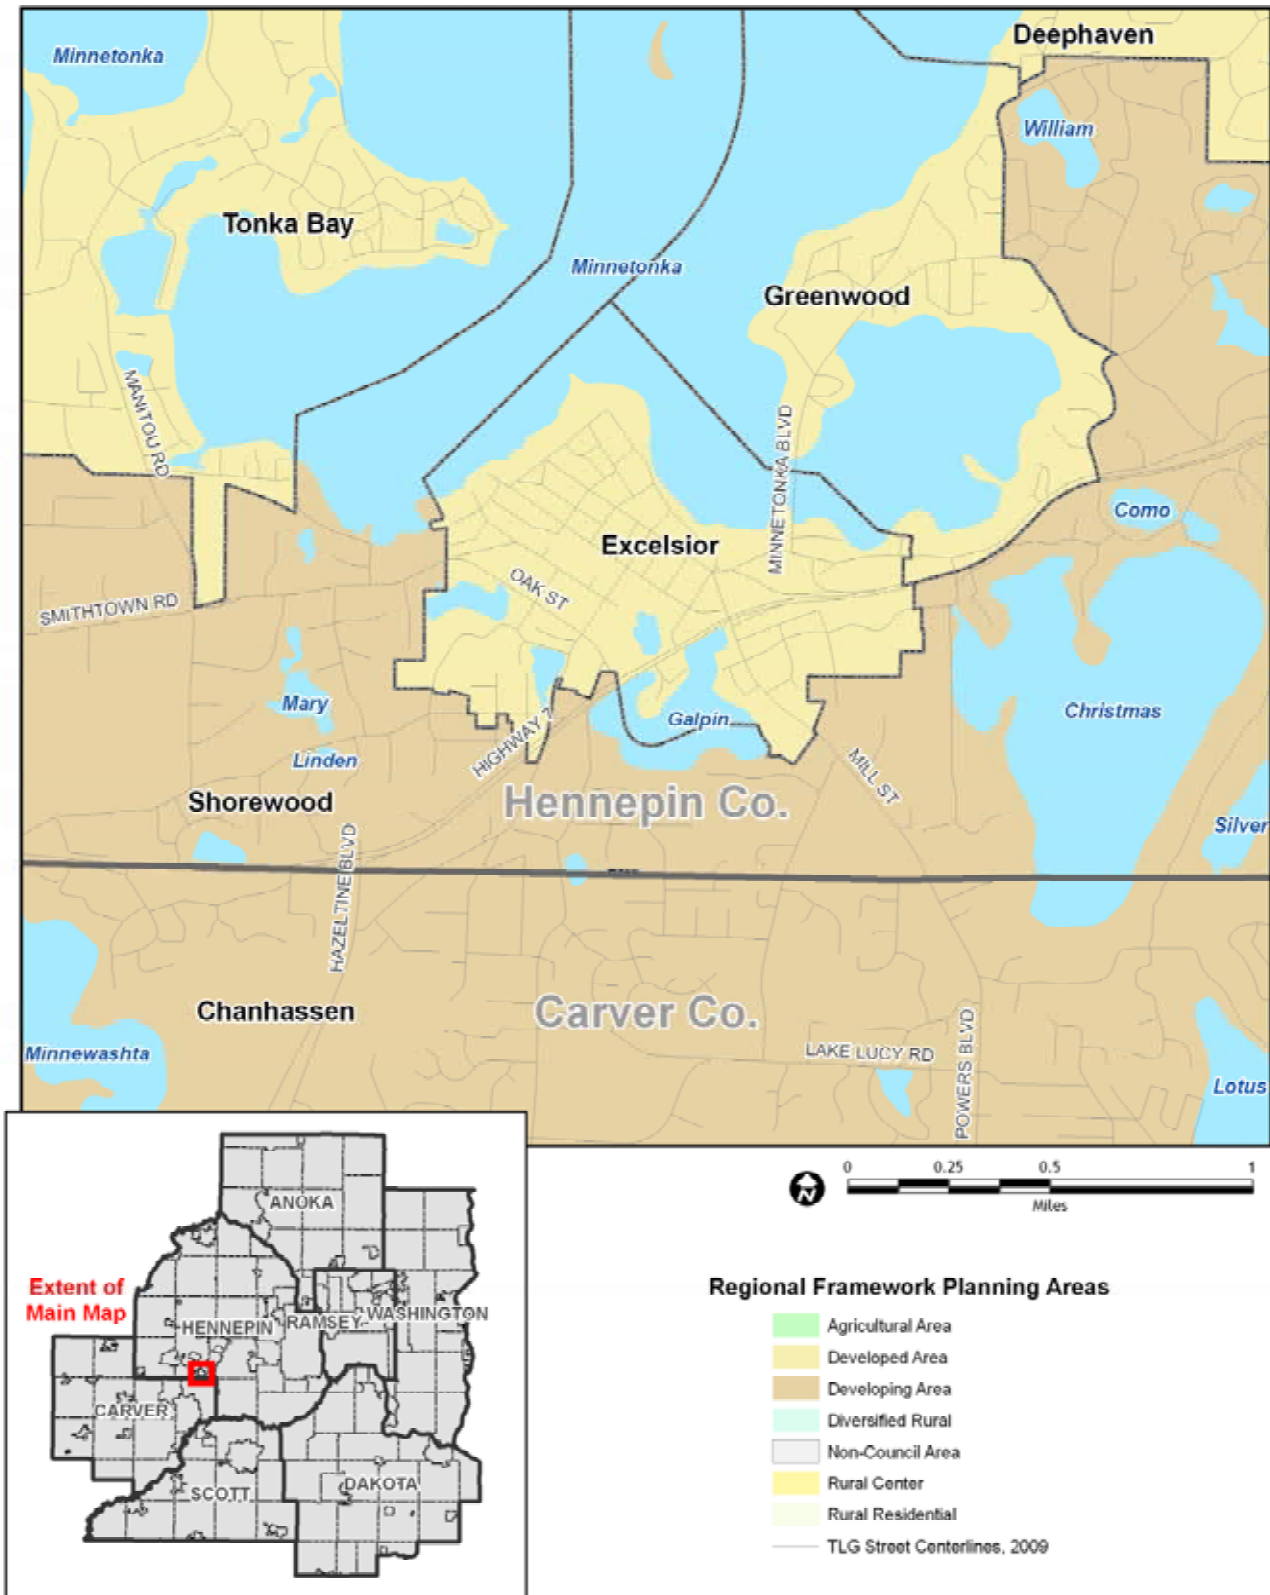 Deephaven
Minnetonka
William
Tonka Bay
Minnetonka
Greenwood
MANITOU RD
MINNETONKA BLVD
Como
Excelsior
OAK ST
SMITHTOWN RD
Mary
Galpin
Christmas
HIGHWAY 7
Linden
MILL ST
Shorewood
Hennepin Co.
Silver
HAZELTINE BLVD
Chanhassen
Carver Co.
Minnewashta
LAKE LUCY RD
POWERS BLVD
Lotus
0 0.25 0.5 1
Miles
N
ANOKA
Extent of
Main Map
HENNEPIN
RAMSEY
WASHINGTON
CARVER
SCOTT
DAKOTA
Regional Framework Planning Areas
Agricultural Area
Developed Area
Developing Area
Diversified Rural
Non-Council Area
Rural Center
Rural Residential
TLG Street Centerlines, 2009